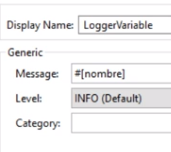 Display Name: LoggerVariable
Generic
Message: #[nombre]
Level: INFO (Default)
Category: